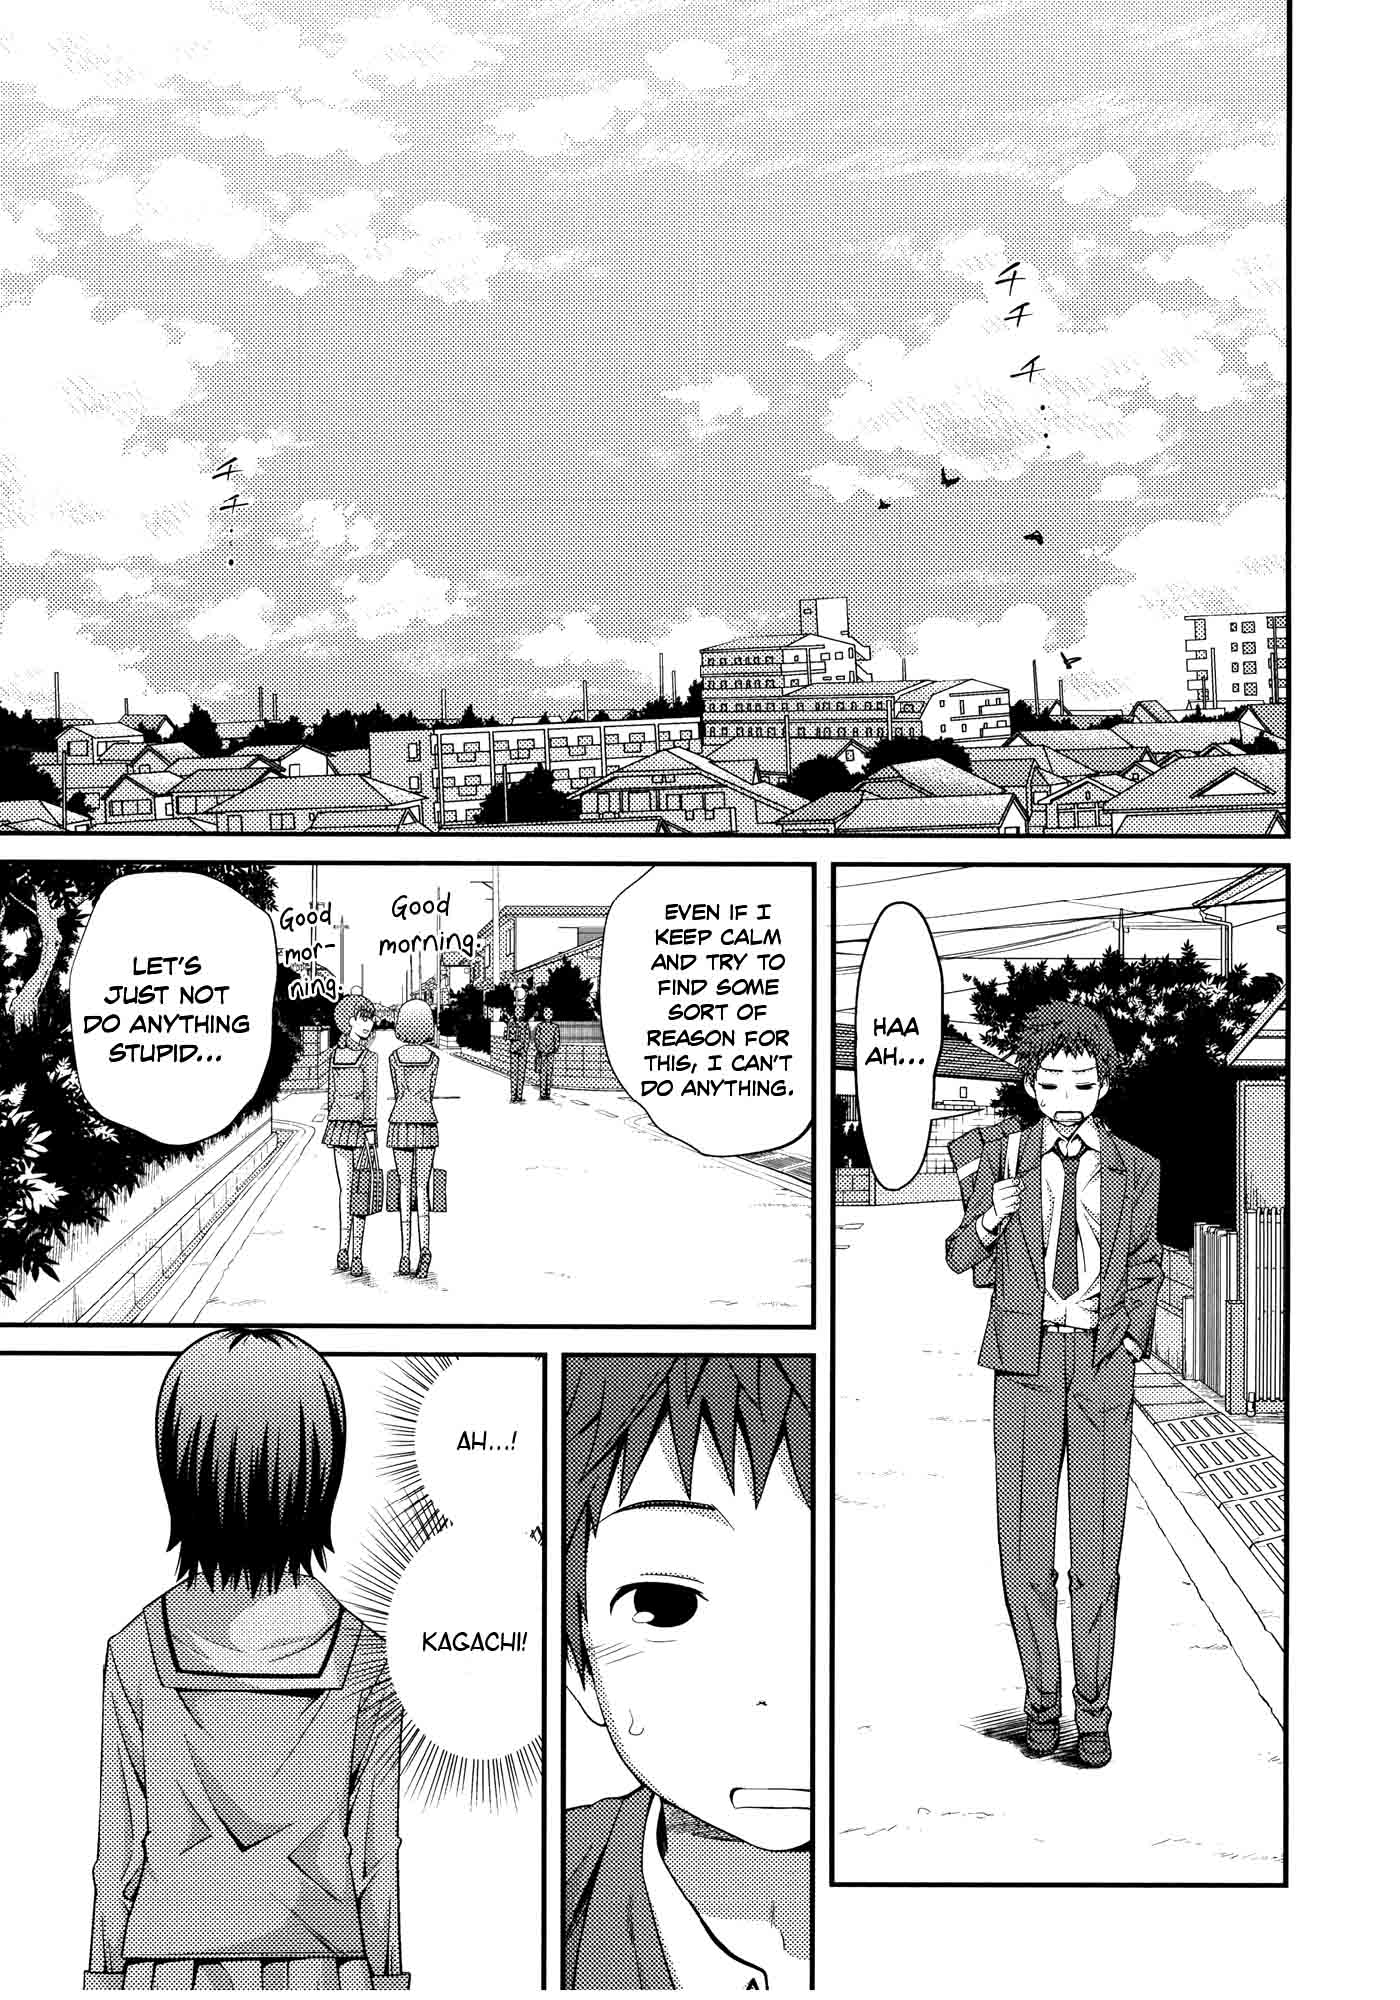 チ
チ
チ
・・・
チ
チ
・・・
HAA
AH...
EVEN IF I
KEEP CALM
AND TRY TO
FIND SOME
SORT OF
REASON FOR
THIS, I CAN'T
DO ANYTHING.
Good
morning.
Good
mor-
ning.
LET'S
JUST NOT
DO ANYTHING
STUPID...
AH...!
KAGACHI!